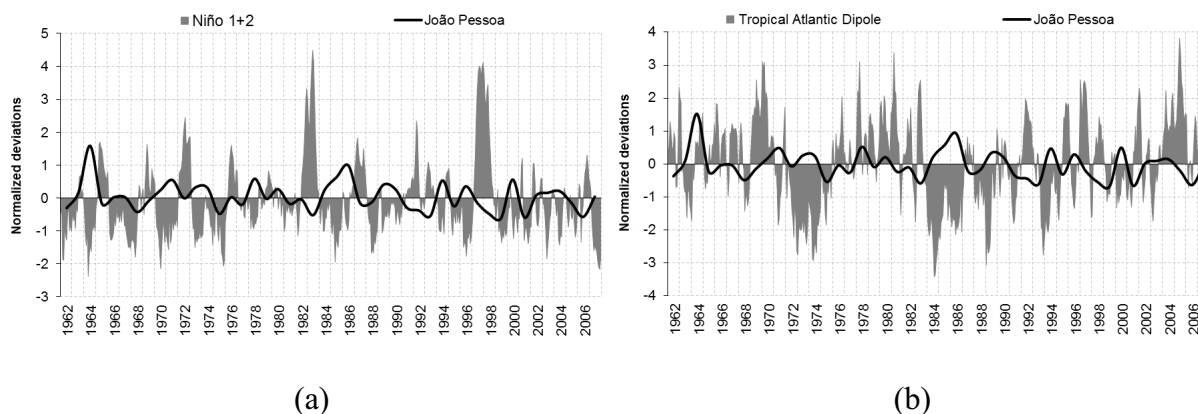 Niño 1+2 João Pessoa
5
4
3
2
1
0
-1
-2
-3
Normalized deviations
1962 1964 1966 1968 1970 1972 1974 1976 1978 1980 1982 1984 1986 1988 1990 1992 1994 1996 1998 2000 2002 2004 2006
(a)
Tropical Atlantic Dipole João Pessoa
4
3
2
1
0
-1
-2
-3
-4
Normalized deviations
1962 1964 1966 1968 1970 1972 1974 1976 1978 1980 1982 1984 1986 1988 1990 1992 1994 1996 1998 2000 2002 2004 2006
(b)